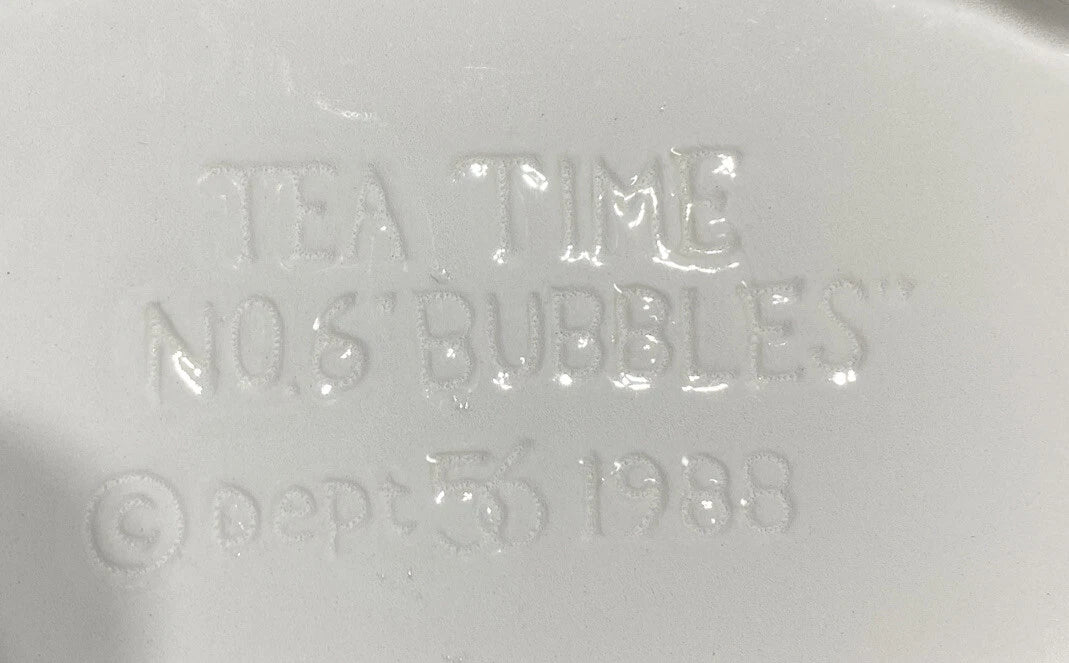 TEA TIME
NO.6 "BUBBLES"
© Dept 56 1988